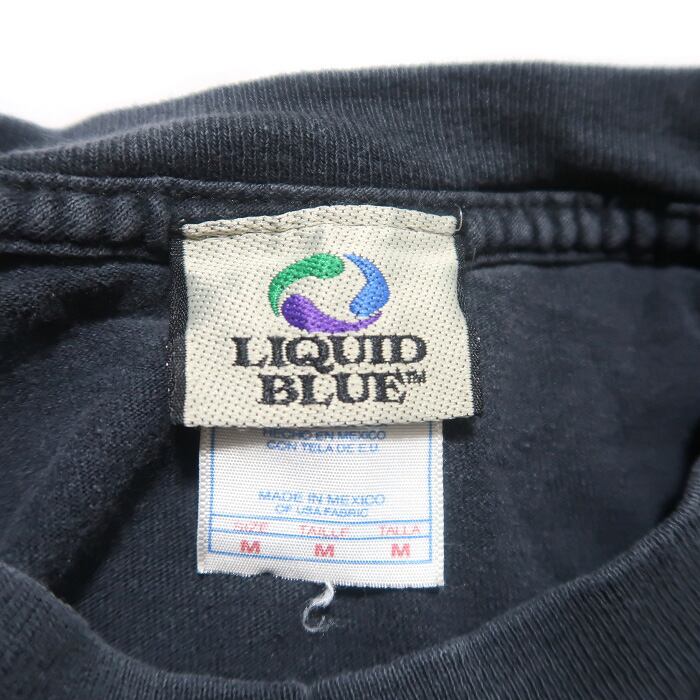 LIQUID
BLUE™
HECHO EN MEXICO
CON TELA DE E.U.
MADE IN MEXICO
OF USA FABRIC
SIZE TAILLE TALLA
M M M